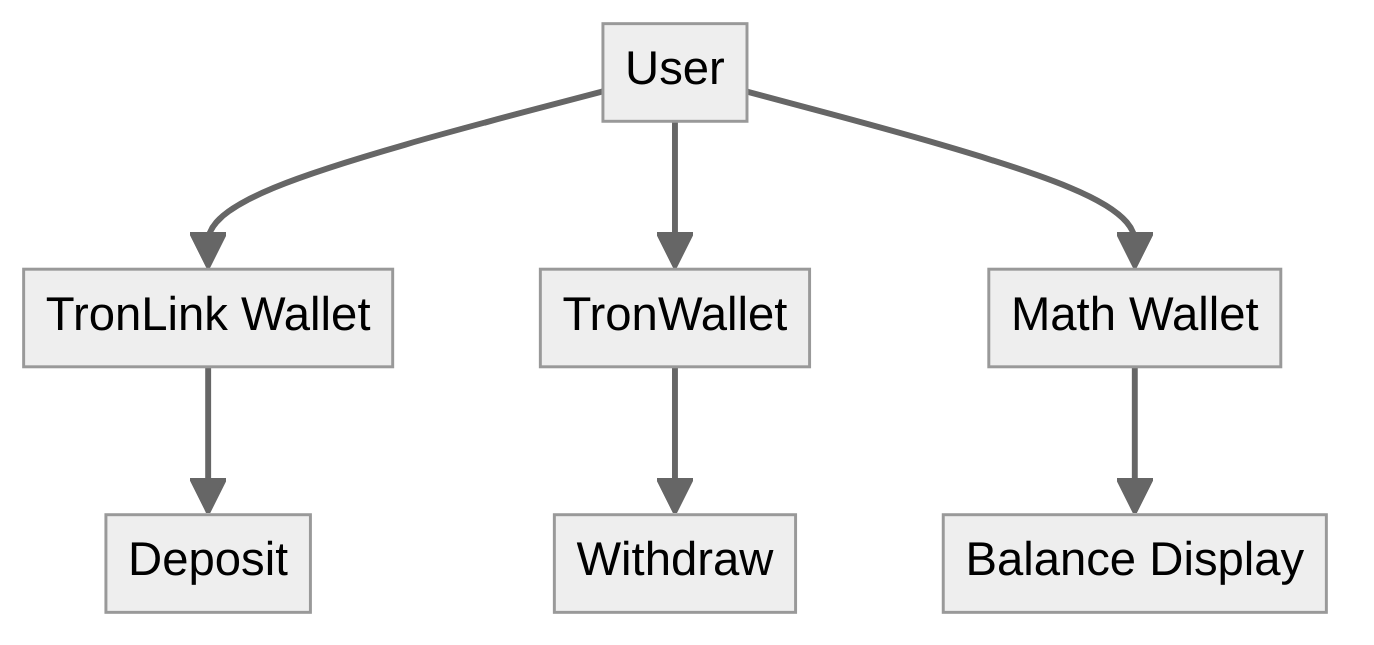 User
TronLink Wallet
TronWallet
Math Wallet
Deposit
Withdraw
Balance Display